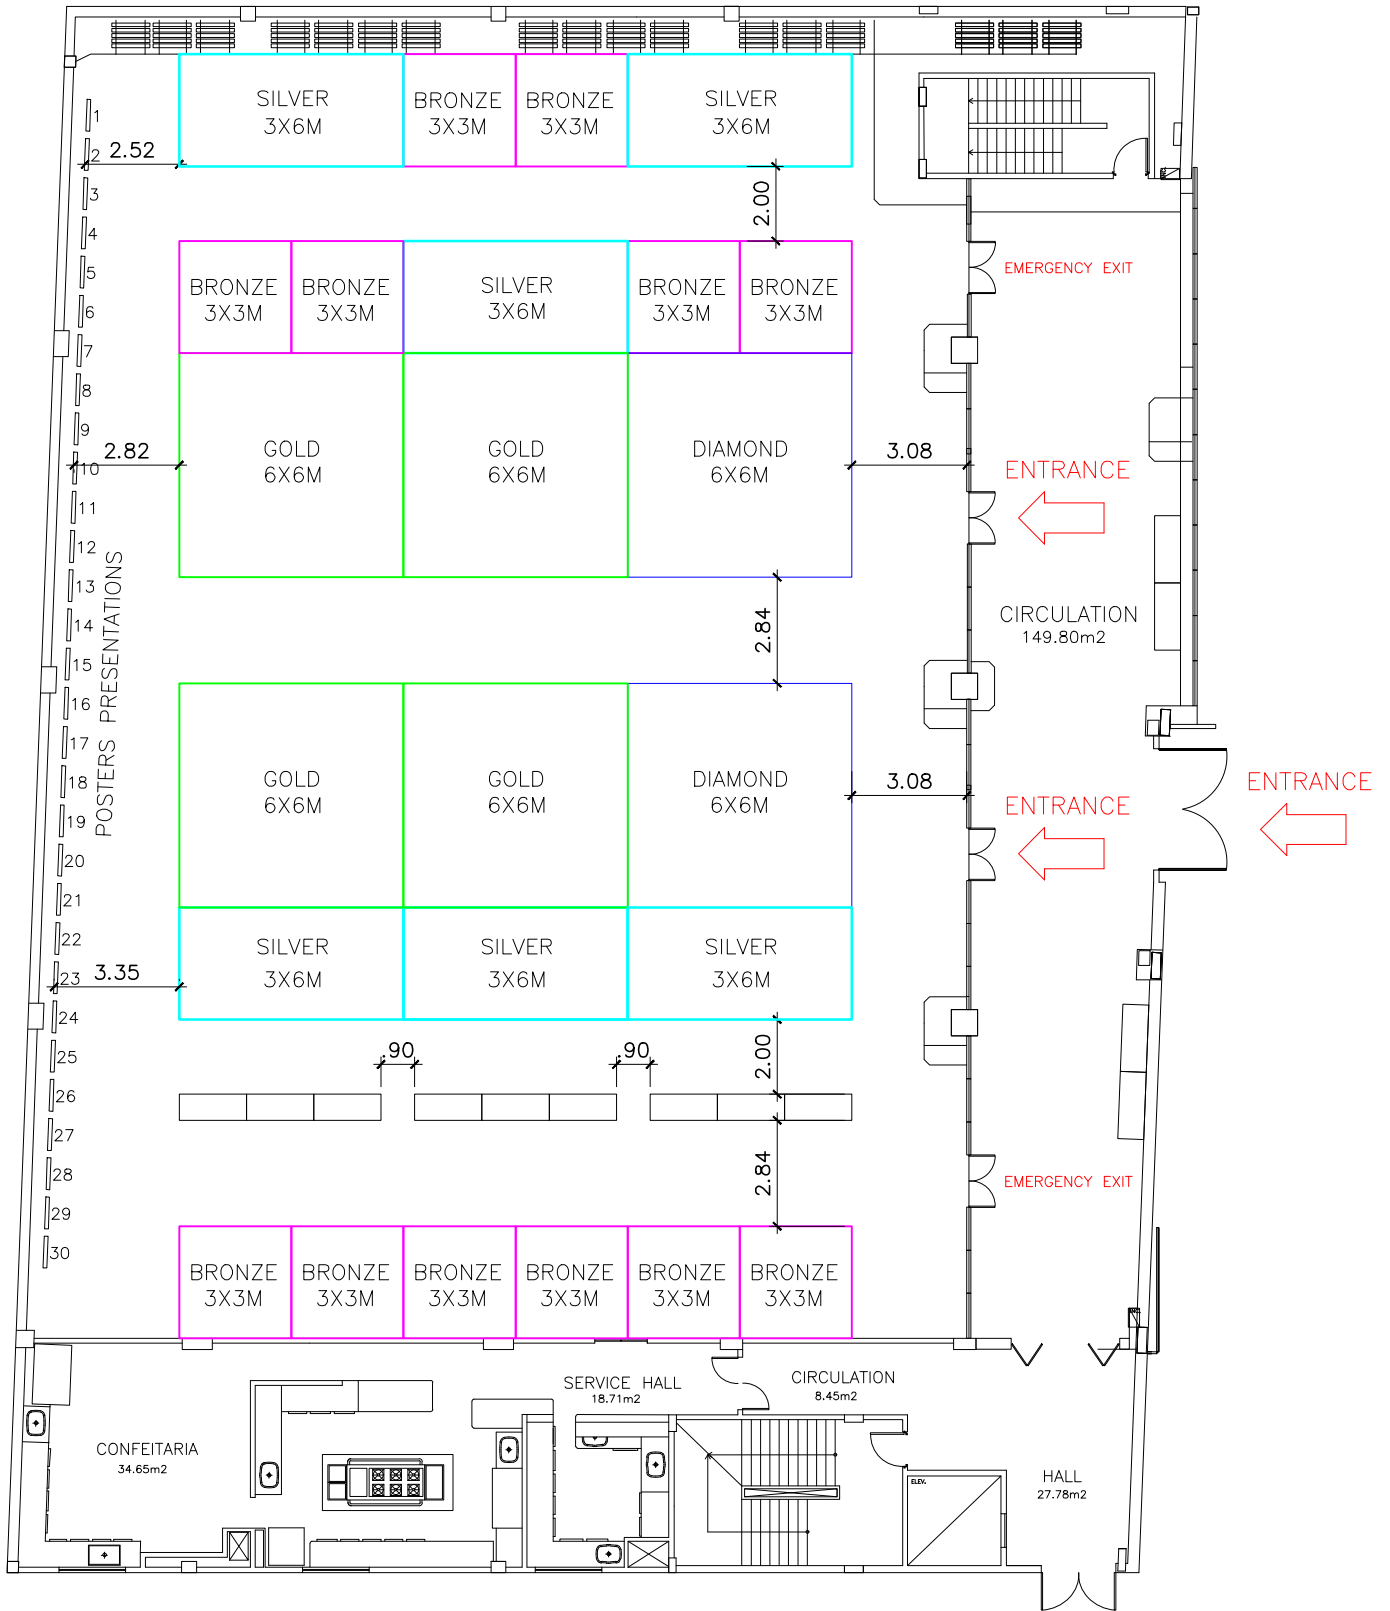 SILVER
3X6M
BRONZE
3X3M
BRONZE
3X3M
SILVER
3X6M
1
2
2.52
3
2.00
4
5
6
7
BRONZE
3X3M
BRONZE
3X3M
SILVER
3X6M
BRONZE
3X3M
BRONZE
3X3M
EMERGENCY EXIT
8
9
10
2.82
GOLD
6X6M
GOLD
6X6M
DIAMOND
6X6M
3.08
ENTRANCE
11
12
13
14
15
16
17
POSTERS PRESENTATIONS
2.84
CIRCULATION
149.80m2
18
19
20
21
GOLD
6X6M
GOLD
6X6M
DIAMOND
6X6M
3.08
ENTRANCE
ENTRANCE
22
23
3.35
SILVER
3X6M
SILVER
3X6M
SILVER
3X6M
24
25
26
.90
.90
2.00
27
28
29
30
2.84
EMERGENCY EXIT
BRONZE
3X3M
BRONZE
3X3M
BRONZE
3X3M
BRONZE
3X3M
BRONZE
3X3M
BRONZE
3X3M
SERVICE HALL
18.71m2
CIRCULATION
8.45m2
CONFEITARIA
34.65m2
ELEV.
HALL
27.78m2